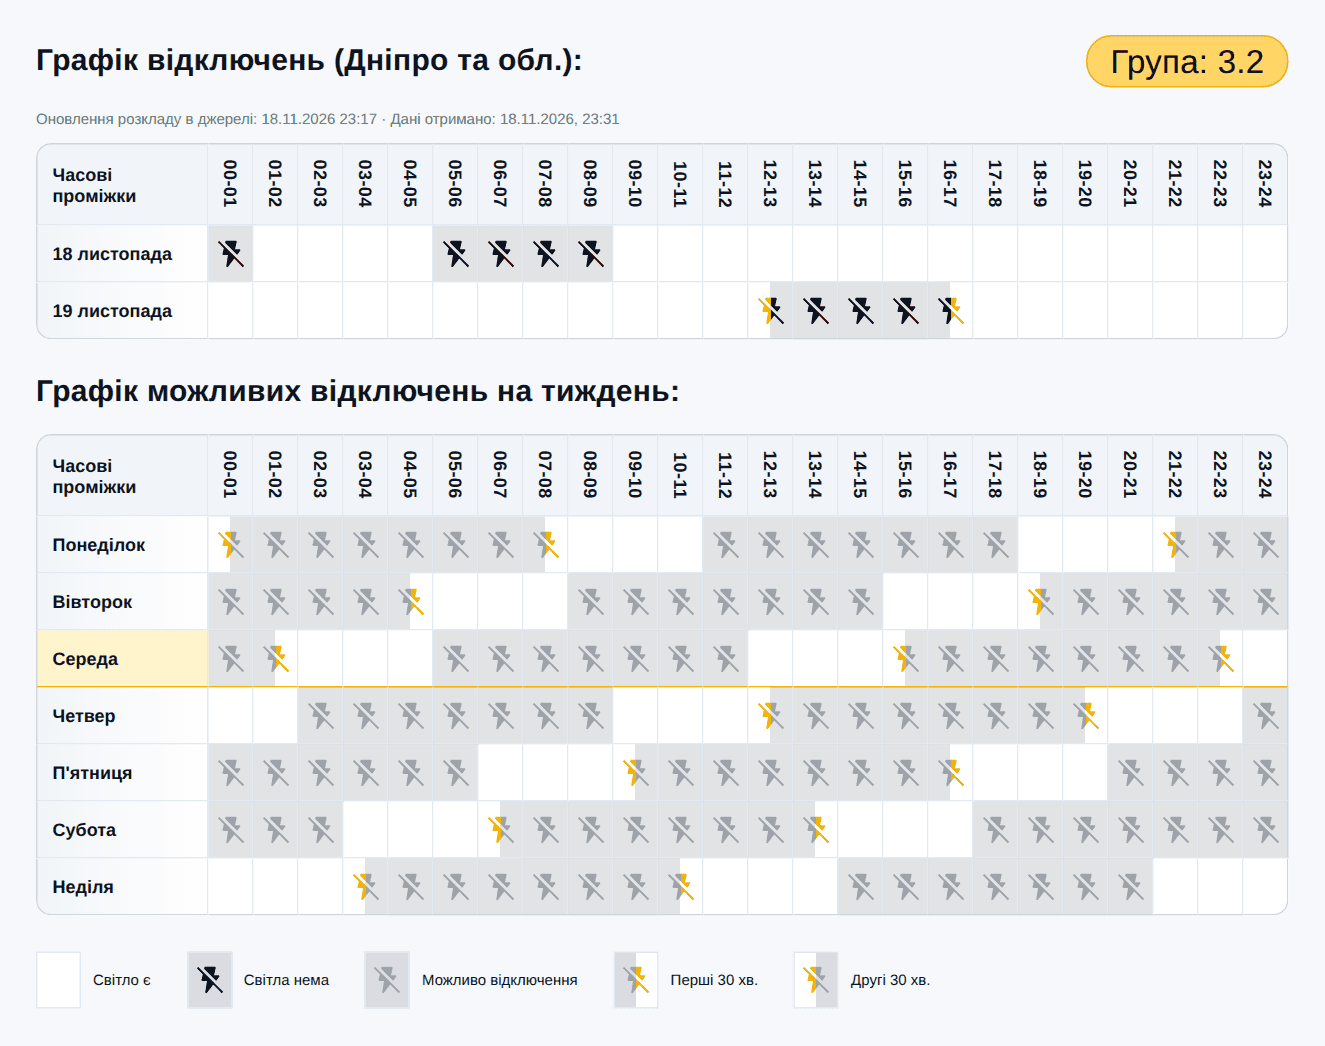 Графік відключень (Дніпро та обл.):
Група: 3.2
Оновлення розкладу в джерелі: 18.11.2026 23:17 · Дані отримано: 18.11.2026, 23:31
Часові проміжки 00-01 01-02 02-03 03-04 04-05 05-06 06-07 07-08 08-09 09-10 10-11 11-12 12-13 13-14 14-15 15-16 16-17 17-18 18-19 19-20 20-21 21-22 22-23 23-24
18 листопада
19 листопада
Графік можливих відключень на тиждень:
Часові проміжки 00-01 01-02 02-03 03-04 04-05 05-06 06-07 07-08 08-09 09-10 10-11 11-12 12-13 13-14 14-15 15-16 16-17 17-18 18-19 19-20 20-21 21-22 22-23 23-24
Понеділок
Вівторок
Середа
Четвер
П'ятниця
Субота
Неділя
Світло є Світла нема Можливо відключення Перші 30 хв. Другі 30 хв.